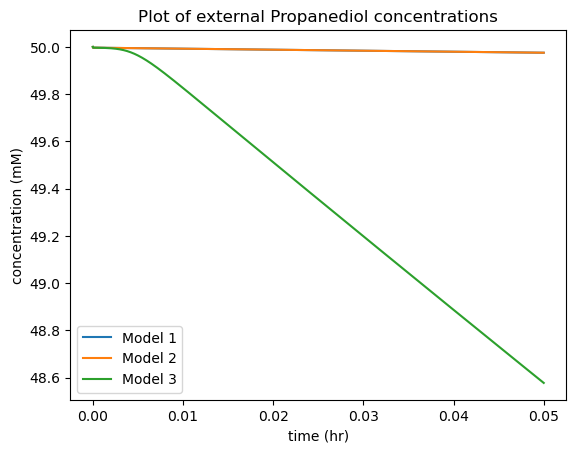 Plot of external Propanediol concentrations
50.0
49.8
49.6
49.4
49.2
49.0
48.8
48.6
concentration (mM)
Model 1
Model 2
Model 3
0.00 0.01 0.02 0.03 0.04 0.05
time (hr)